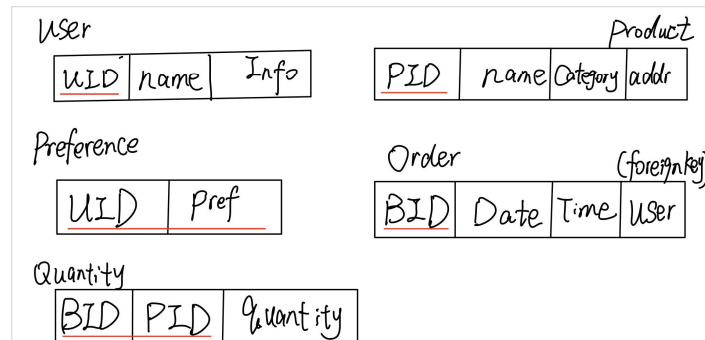 User
UID name Info
Product
PID name Category addr
Preference
UID Pref
Order (foreign key)
BID Date Time User
Quantity
BID PID quantity